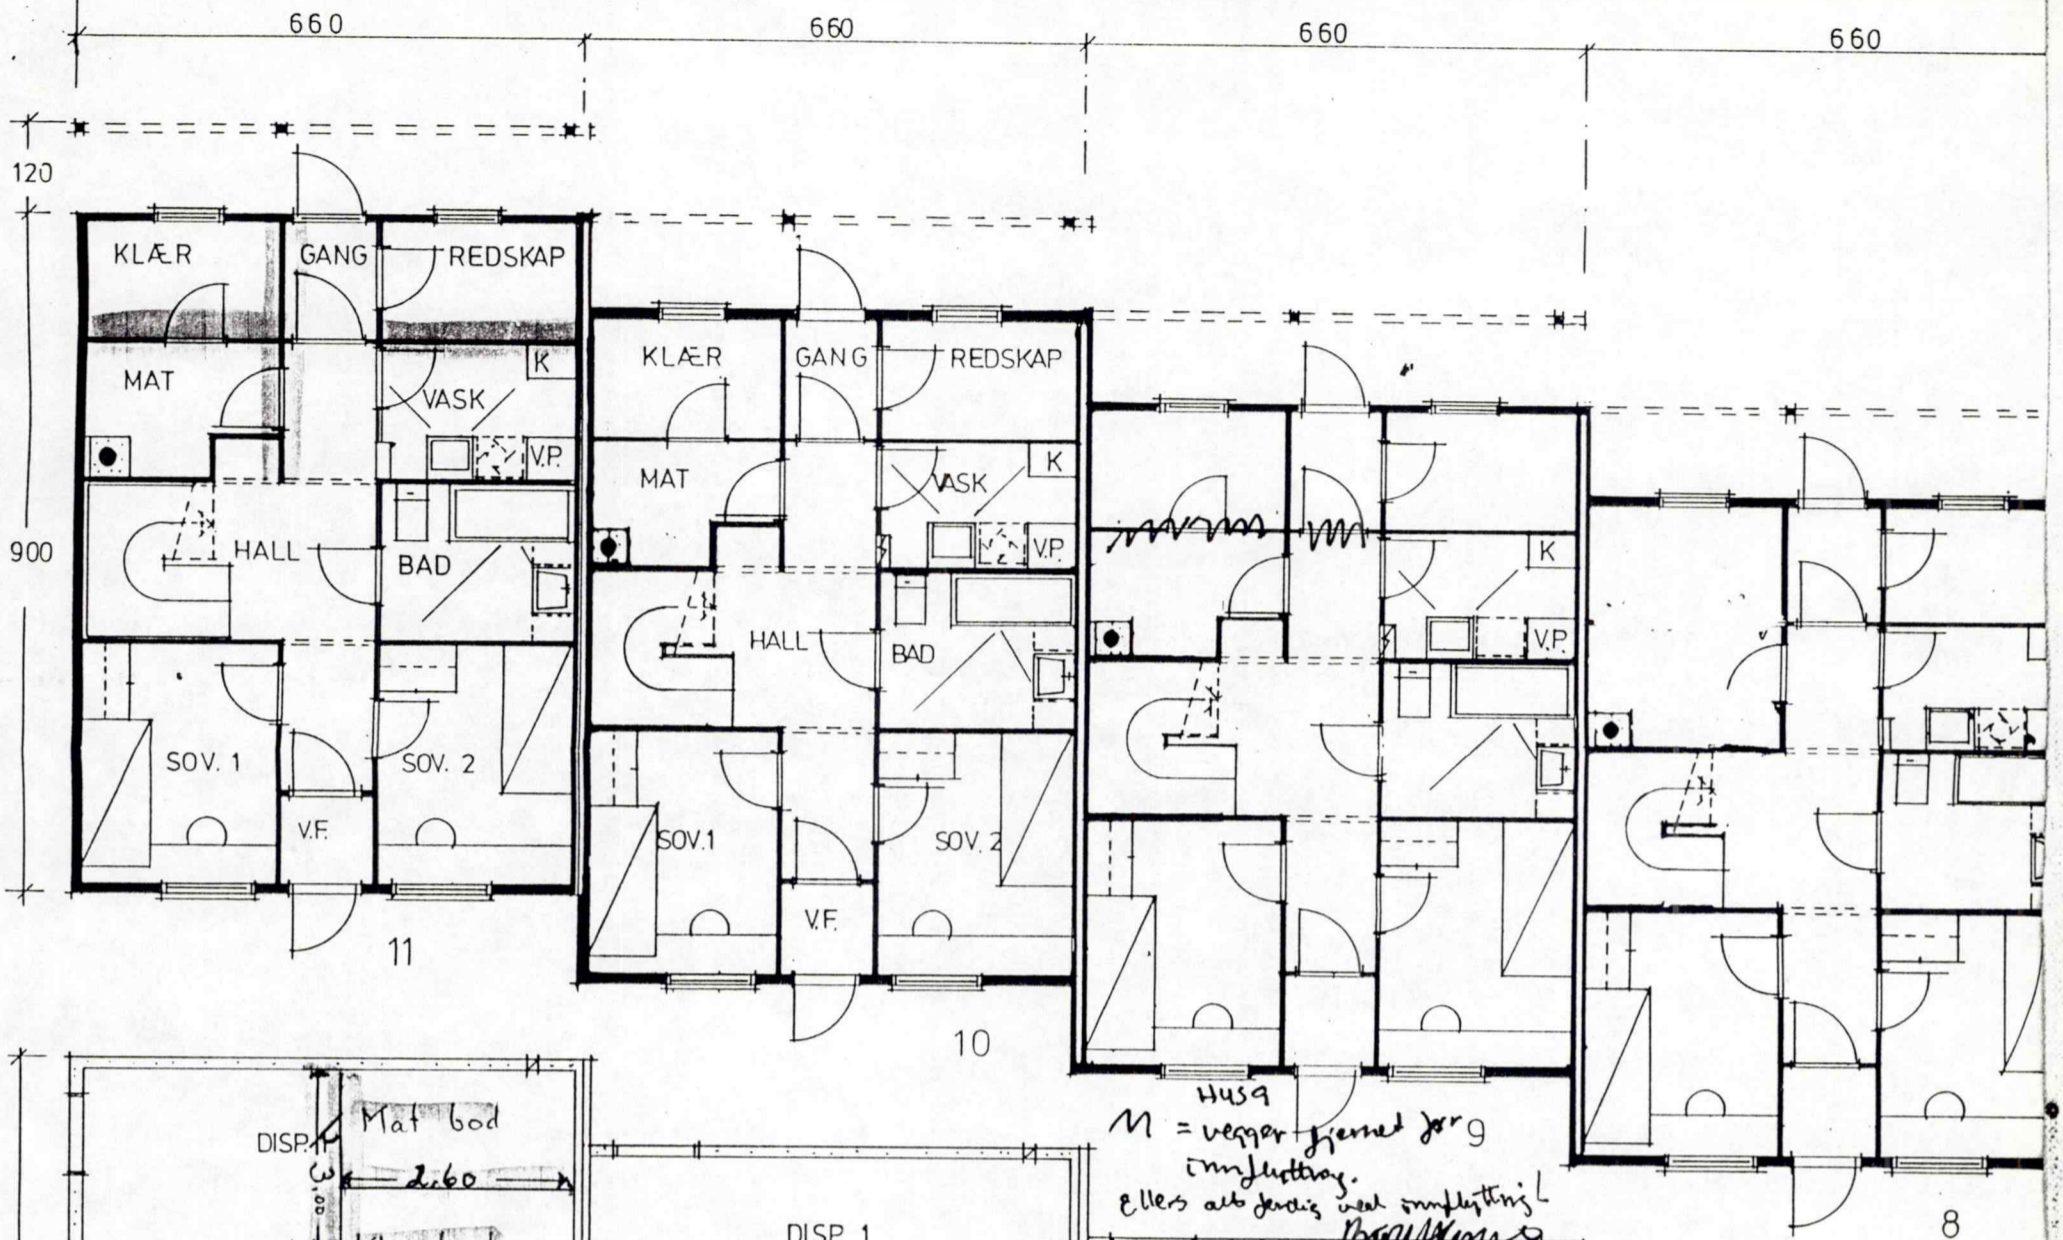 660 660 660 660
120
KLÆR GANG REDSKAP
MAT VASK K
V.P.
KLÆR GANG REDSKAP
MAT VASK K
V.P.
900
HALL BAD
K
V.P.
HALL BAD
SOV. 1 SOV. 2
V.F.
SOV.1 SOV. 2
V.F.
11
10
9
8
DISP.
Mat bod
3.00
2.60
DISP. 1
Hus 9
M = vegger fjernet før
innflytting.
Ellers alt ferdig ved innflytting!